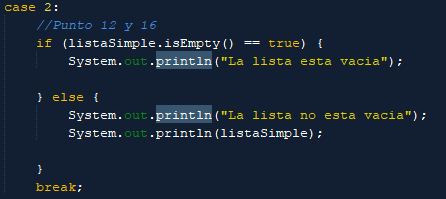 case 2:
//Punto 12 y 16
if (listaSimple.isEmpty() == true) {
System.out.println("La lista esta vacia");
} else {
System.out.println("La lista no esta vacia");
System.out.println(listaSimple);
}
break;